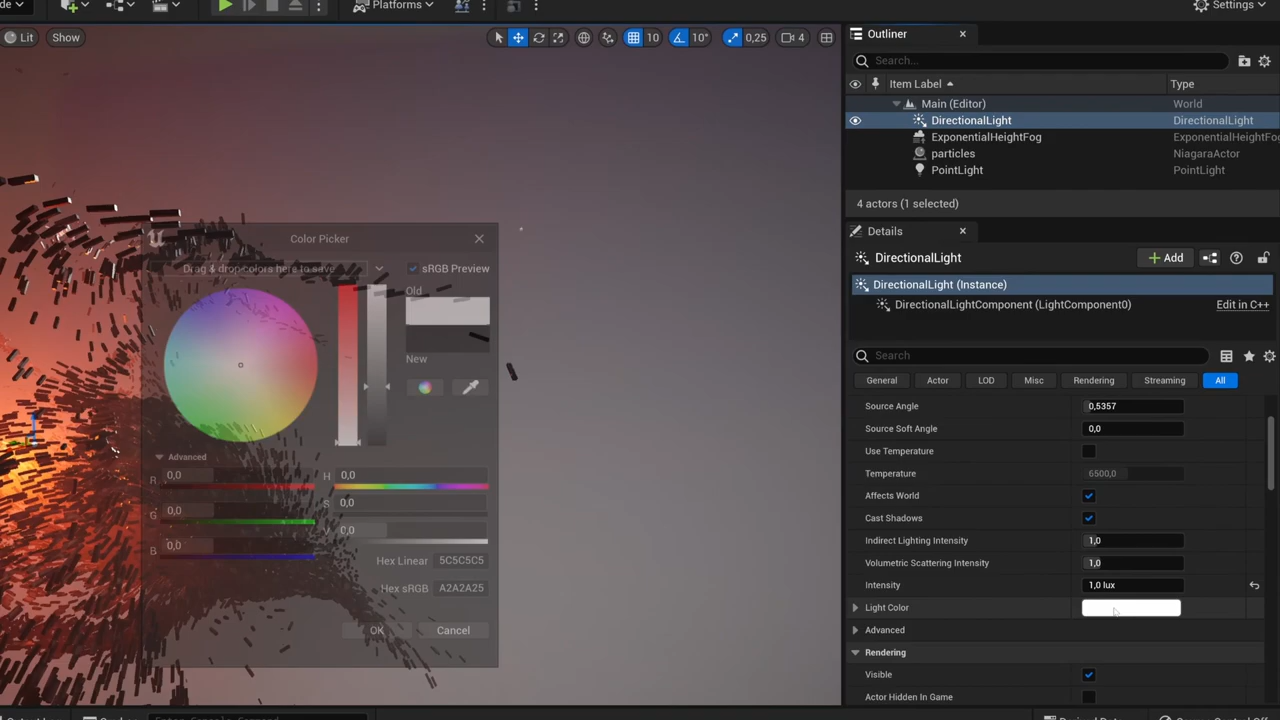 de
Platforms
Settings
Lit
Show
10
10°
0,25
4
Outliner
Search...
Item Label
Type
Main (Editor)
World
DirectionalLight
DirectionalLight
ExponentialHeightFog
ExponentialHeightFo
particles
NiagaraActor
PointLight
PointLight
4 actors (1 selected)
Details
DirectionalLight
Add
DirectionalLight (Instance)
DirectionalLightComponent (LightComponent0)
Edit in C++
Search
General
Actor
LOD
Misc
Rendering
Streaming
All
Source Angle
0,5357
Source Soft Angle
0,0
Use Temperature
Temperature
6500,0
Affects World
Cast Shadows
Indirect Lighting Intensity
1,0
Volumetric Scattering Intensity
1,0
Intensity
1,0 lux
Light Color
Advanced
Rendering
Visible
Actor Hidden In Game
Color Picker
Drag & drop colors here to save
sRGB Preview
Old
New
Advanced
R
0,0
G
0,0
B
0,0
H
0,0
S
0,0
V
0,0
Hex Linear
5C5C5C5
Hex sRGB
A2A2A25
OK
Cancel